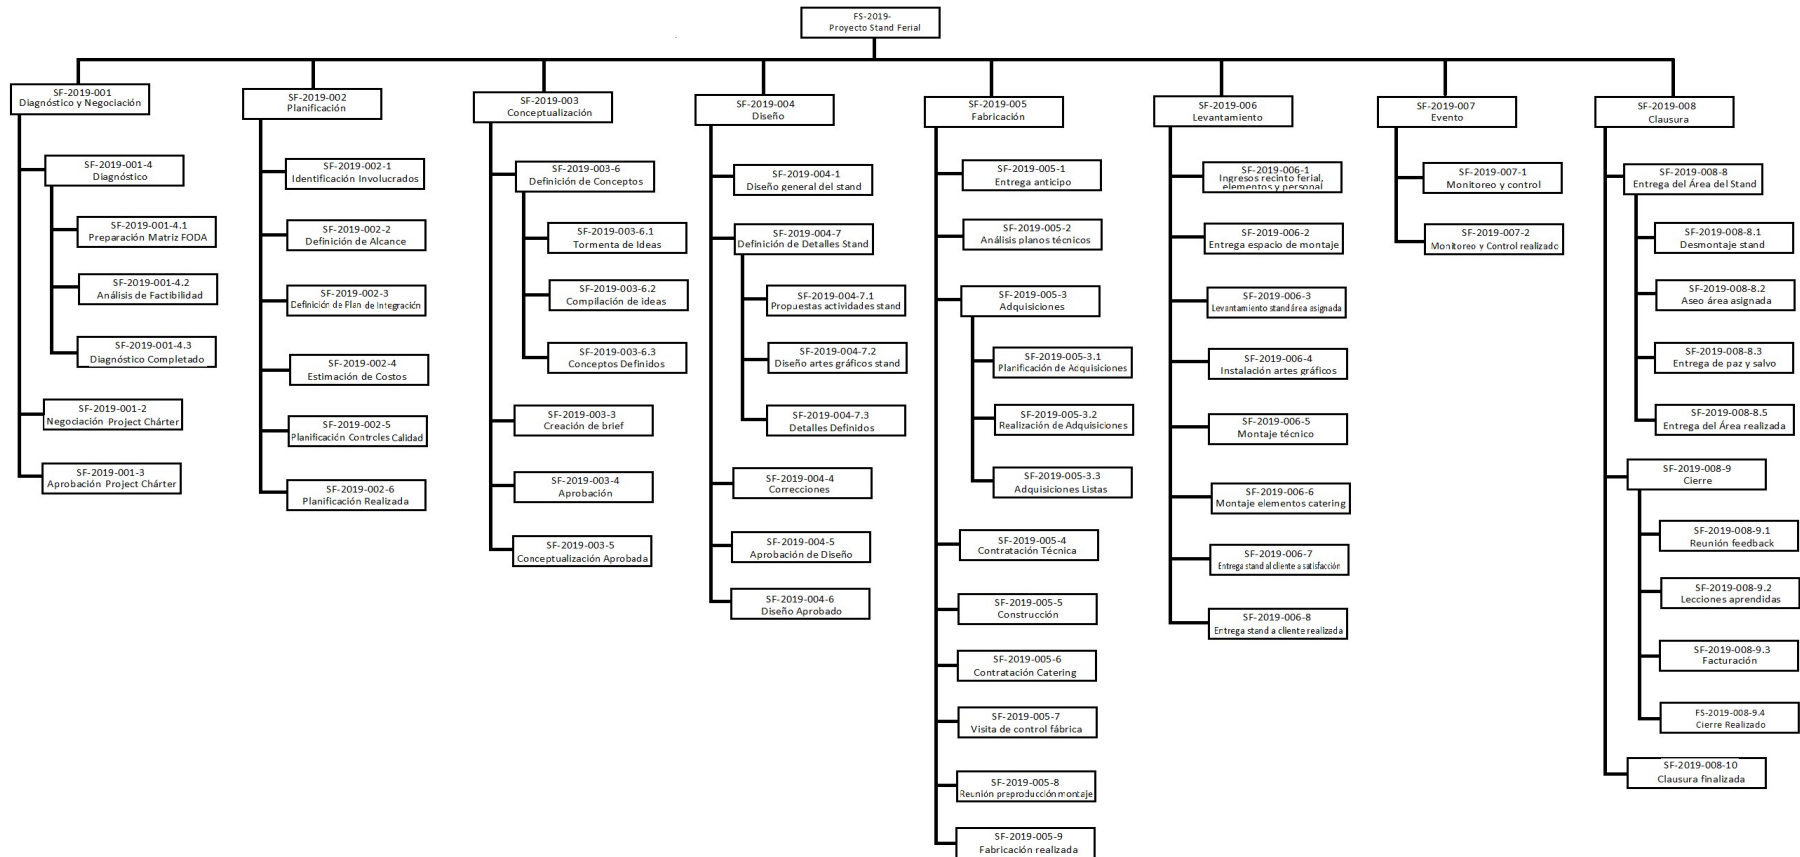 FS-2019-
Proyecto Stand Ferial
SF-2019-001
Diagnóstico y Negociación
SF-2019-001-4
Diagnóstico
SF-2019-001-4.1
Preparación Matriz FODA
SF-2019-001-4.2
Análisis de Factibilidad
SF-2019-001-4.3
Diagnóstico Completado
SF-2019-001-2
Negociación Project Chárter
SF-2019-001-3
Aprobación Project Chárter
SF-2019-002
Planificación
SF-2019-002-1
Identificación Involucrados
SF-2019-002-2
Definición de Alcance
SF-2019-002-3
Definición de Plan de Integración
SF-2019-002-4
Estimación de Costos
SF-2019-002-5
Planificación Controles Calidad
SF-2019-002-6
Planificación Realizada
SF-2019-003
Conceptualización
SF-2019-003-6
Definición de Conceptos
SF-2019-003-6.1
Tormenta de Ideas
SF-2019-003-6.2
Compilación de ideas
SF-2019-003-6.3
Conceptos Definidos
SF-2019-003-3
Creación de brief
SF-2019-003-4
Aprobación
SF-2019-003-5
Conceptualización Aprobada
SF-2019-004
Diseño
SF-2019-004-1
Diseño general del stand
SF-2019-004-7
Definición de Detalles Stand
SF-2019-004-7.1
Propuestas actividades stand
SF-2019-004-7.2
Diseño artes gráficos stand
SF-2019-004-7.3
Detalles Definidos
SF-2019-004-4
Correcciones
SF-2019-004-5
Aprobación de Diseño
SF-2019-004-6
Diseño Aprobado
SF-2019-005
Fabricación
SF-2019-005-1
Entrega anticipo
SF-2019-005-2
Análisis planos técnicos
SF-2019-005-3
Adquisiciones
SF-2019-005-3.1
Planificación de Adquisiciones
SF-2019-005-3.2
Realización de Adquisiciones
SF-2019-005-3.3
Adquisiciones Listas
SF-2019-005-4
Contratación Técnica
SF-2019-005-5
Construcción
SF-2019-005-6
Contratación Catering
SF-2019-005-7
Visita de control fábrica
SF-2019-005-8
Reunión preproducción montaje
SF-2019-005-9
Fabricación realizada
SF-2019-006
Levantamiento
SF-2019-006-1
Ingresos recinto ferial,
elementos y personal
SF-2019-006-2
Entrega espacio de montaje
SF-2019-006-3
Levantamiento stand área asignada
SF-2019-006-4
Instalación artes gráficos
SF-2019-006-5
Montaje técnico
SF-2019-006-6
Montaje elementos catering
SF-2019-006-7
Entrega stand al cliente a satisfacción
SF-2019-006-8
Entrega stand a cliente realizada
SF-2019-007
Evento
SF-2019-007-1
Monitoreo y control
SF-2019-007-2
Monitoreo y Control realizado
SF-2019-008
Clausura
SF-2019-008-8
Entrega del Área del Stand
SF-2019-008-8.1
Desmontaje stand
SF-2019-008-8.2
Aseo área asignada
SF-2019-008-8.3
Entrega de paz y salvo
SF-2019-008-8.5
Entrega del Área realizada
SF-2019-008-9
Cierre
SF-2019-008-9.1
Reunión feedback
SF-2019-008-9.2
Lecciones aprendidas
SF-2019-008-9.3
Facturación
FS-2019-008-9.4
Cierre Realizado
SF-2019-008-10
Clausura finalizada